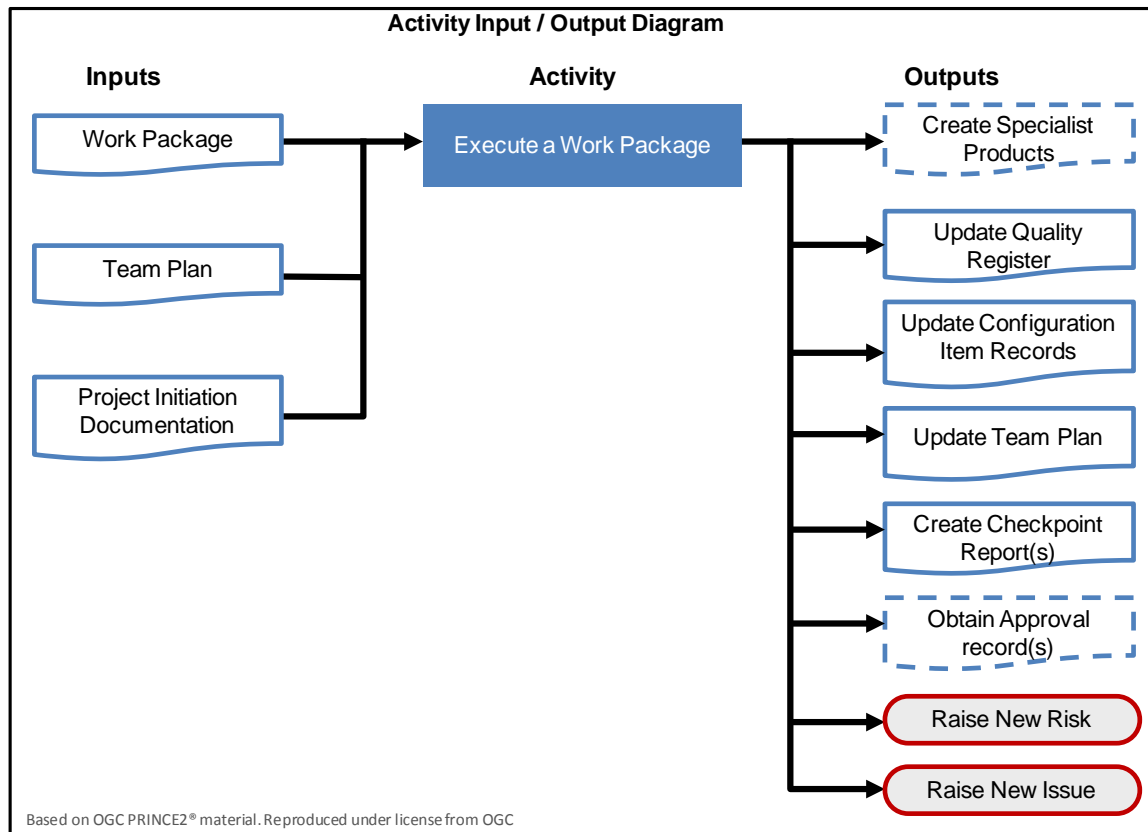 Activity Input / Output Diagram
Inputs
Activity
Outputs
Work Package
Team Plan
Project Initiation
Documentation
Execute a Work Package
Create Specialist
Products
Update Quality
Register
Update Configuration
Item Records
Update Team Plan
Create Checkpoint
Report(s)
Obtain Approval
record(s)
Raise New Risk
Raise New Issue
Based on OGC PRINCE2® material. Reproduced under license from OGC